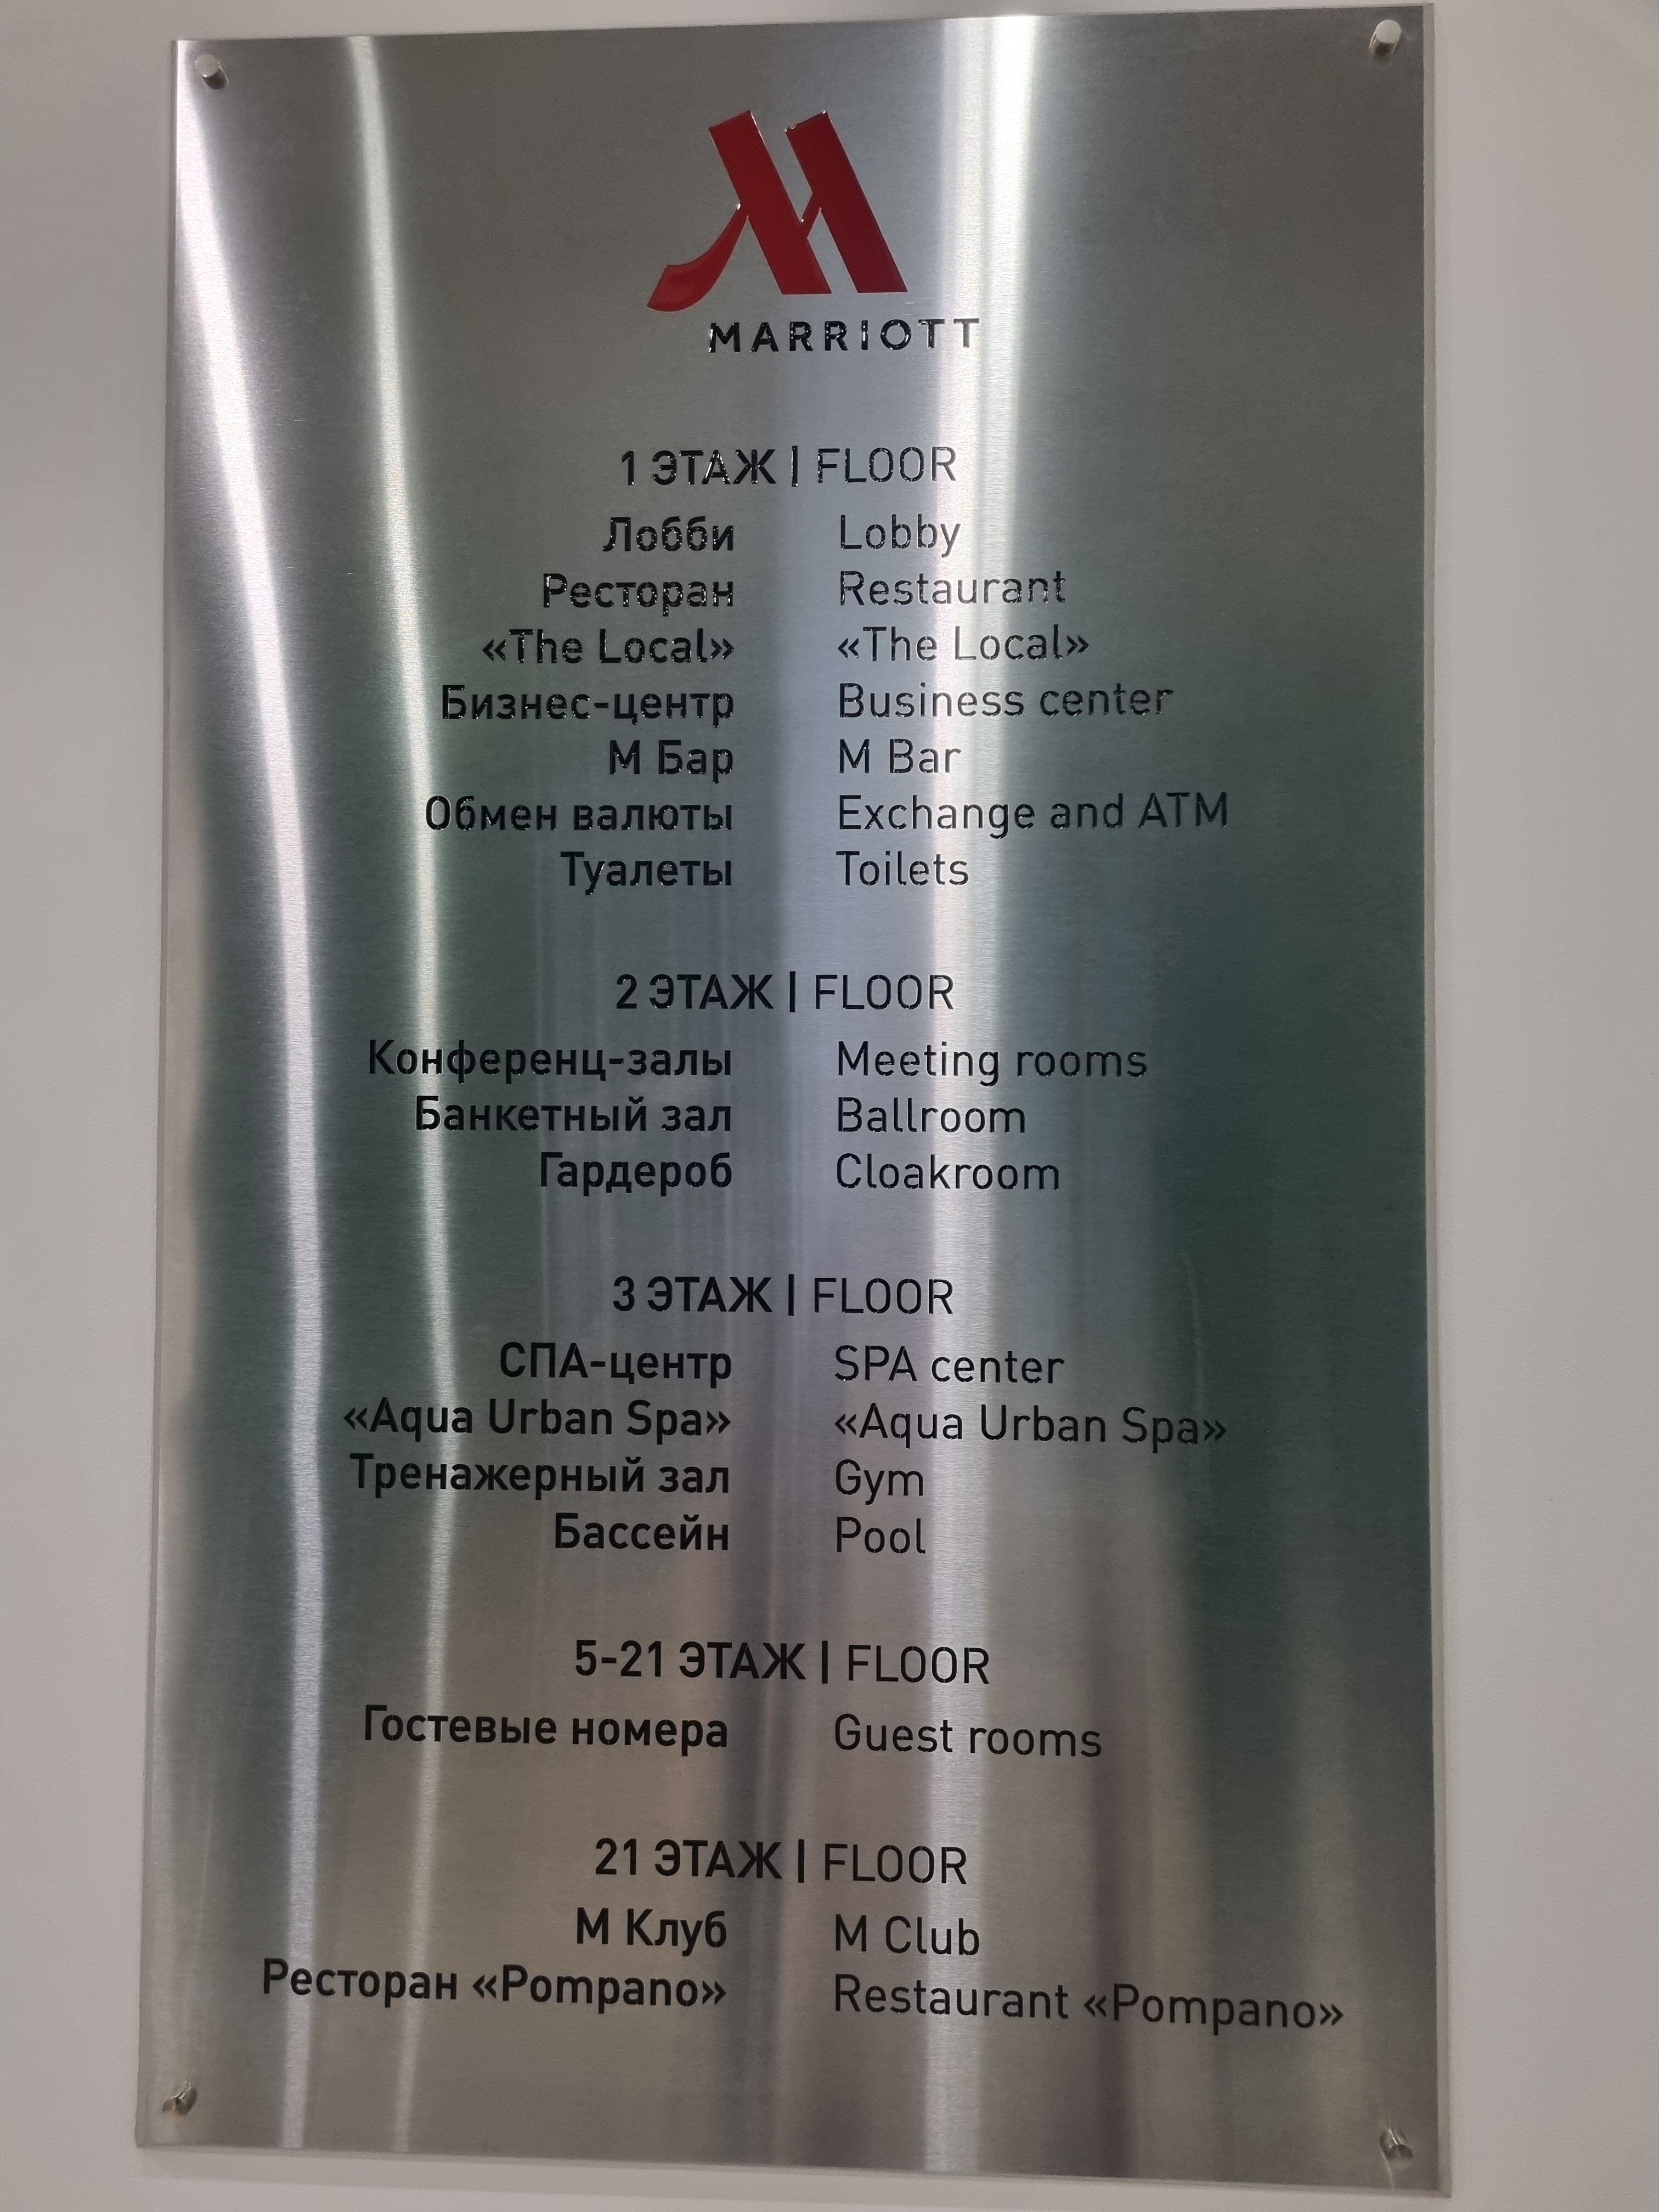 MARRIOTT
1 ЭТАЖ | FLOOR
Лобби Lobby
Ресторан Restaurant
«The Local» «The Local»
Бизнес-центр Business center
М Бар M Bar
Обмен валюты Exchange and ATM
Туалеты Toilets
2 ЭТАЖ | FLOOR
Конференц-залы Meeting rooms
Банкетный зал Ballroom
Гардероб Cloakroom
3 ЭТАЖ | FLOOR
СПА-центр SPA center
«Aqua Urban Spa» «Aqua Urban Spa»
Тренажерный зал Gym
Бассейн Pool
5-21 ЭТАЖ | FLOOR
Гостевые номера Guest rooms
21 ЭТАЖ | FLOOR
М Клуб M Club
Ресторан «Pompano» Restaurant «Pompano»